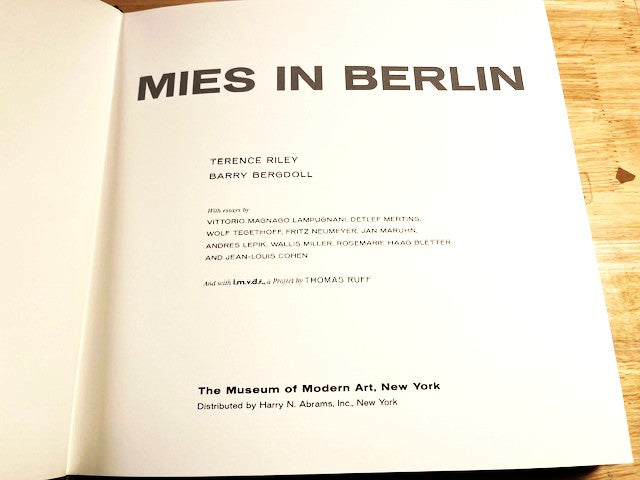 MIES IN BERLIN
TERENCE RILEY
BARRY BERGDOLL
With essays by
VITTORIO MAGNAGO LAMPUGNANI, DETLEF MERTINS,
WOLF TEGETHOFF, FRITZ NEUMEYER, JAN MARUHN,
ANDRES LEPIK, WALLIS MILLER, ROSEMARIE HAAG BLETTER,
AND JEAN-LOUIS COHEN
And with l.m.v.d.r., a Project by THOMAS RUFF
The Museum of Modern Art, New York
Distributed by Harry N. Abrams, Inc., New York